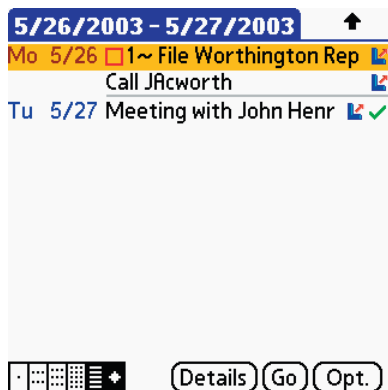 5/26/2003 - 5/27/2003
Mo 5/26 1~ File Worthington Rep
Call JAcworth
Tu 5/27 Meeting with John Henr
Details Go Opt.